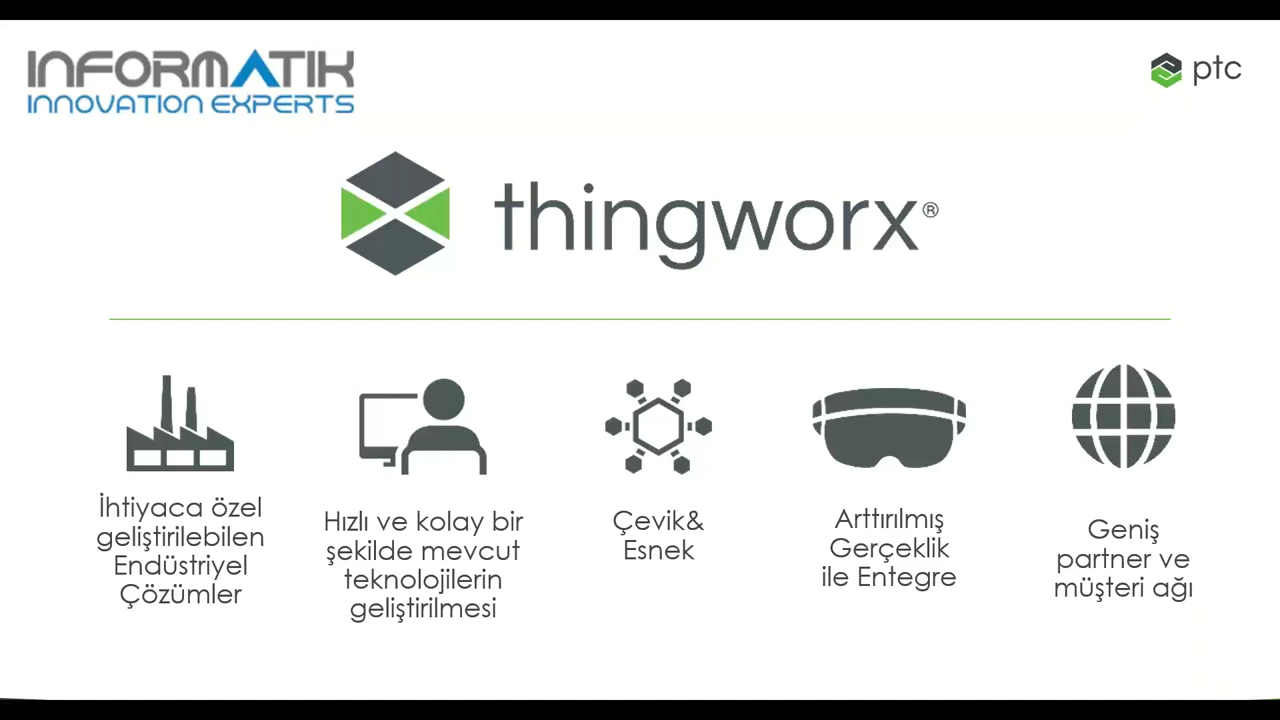 INFORMATIK
INNOVATION EXPERTS
ptc
thingworx®
İhtiyaca özel
geliştirilebilen
Endüstriyel
Çözümler
Hızlı ve kolay bir
şekilde mevcut
teknolojilerin
geliştirilmesi
Çevik&
Esnek
Arttırılmış
Gerçeklik
ile Entegre
Geniş
partner ve
müşteri ağı